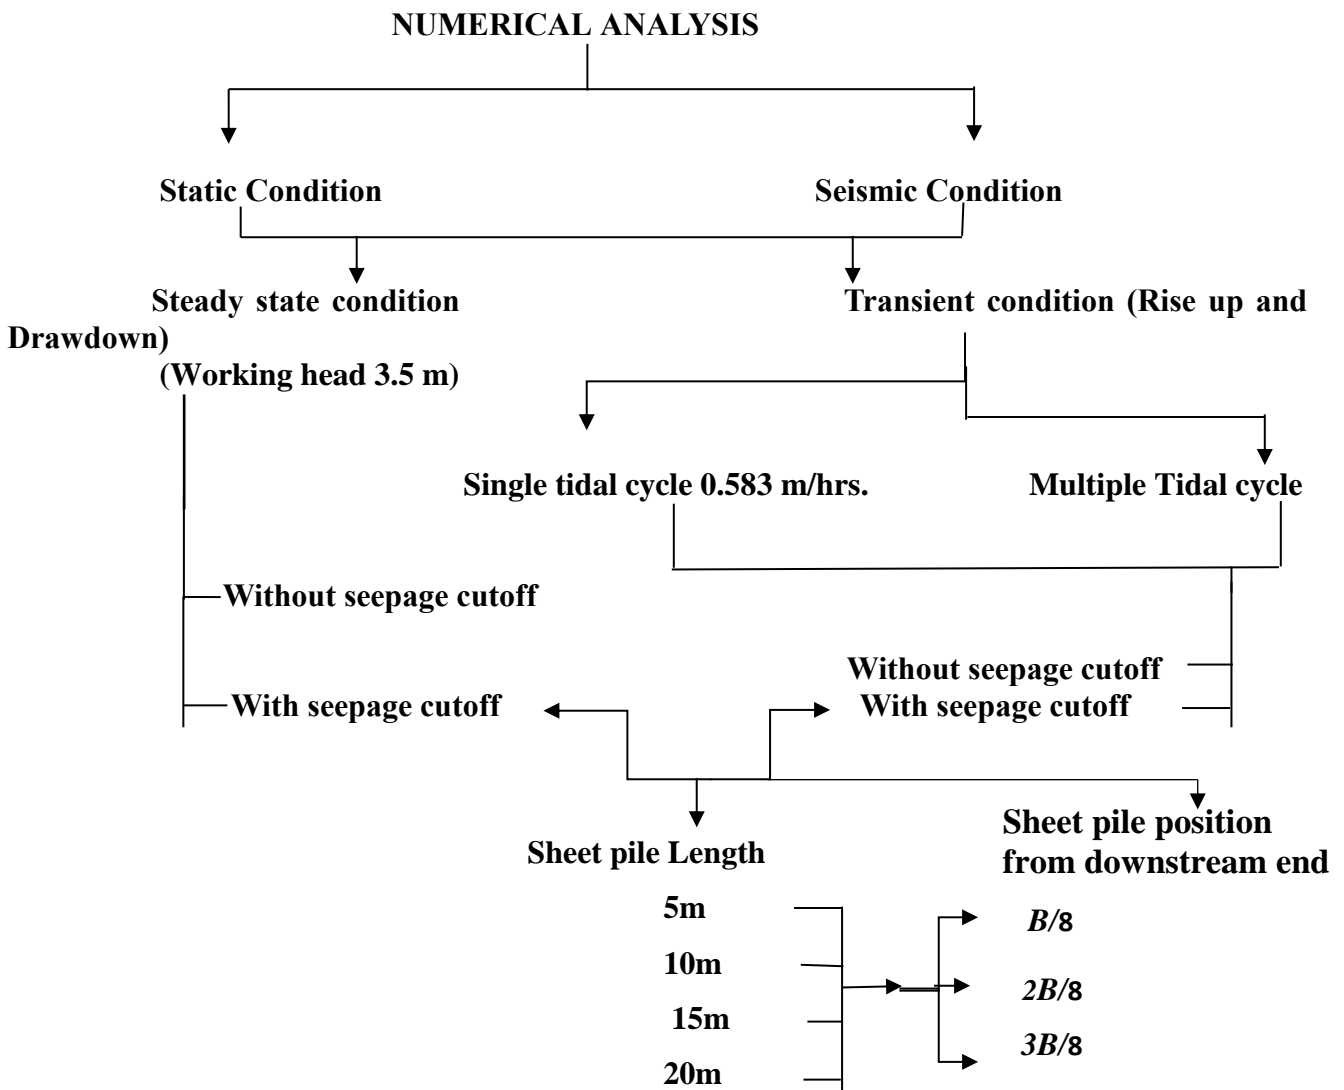 NUMERICAL ANALYSIS
Static Condition
Seismic Condition
Steady state condition
Transient condition (Rise up and
Drawdown)
(Working head 3.5 m)
Single tidal cycle 0.583 m/hrs.
Multiple Tidal cycle
Without seepage cutoff
Without seepage cutoff
With seepage cutoff
With seepage cutoff
Sheet pile Length
Sheet pile position
from downstream end
5m
10m
15m
20m
B/8
2B/8
3B/8